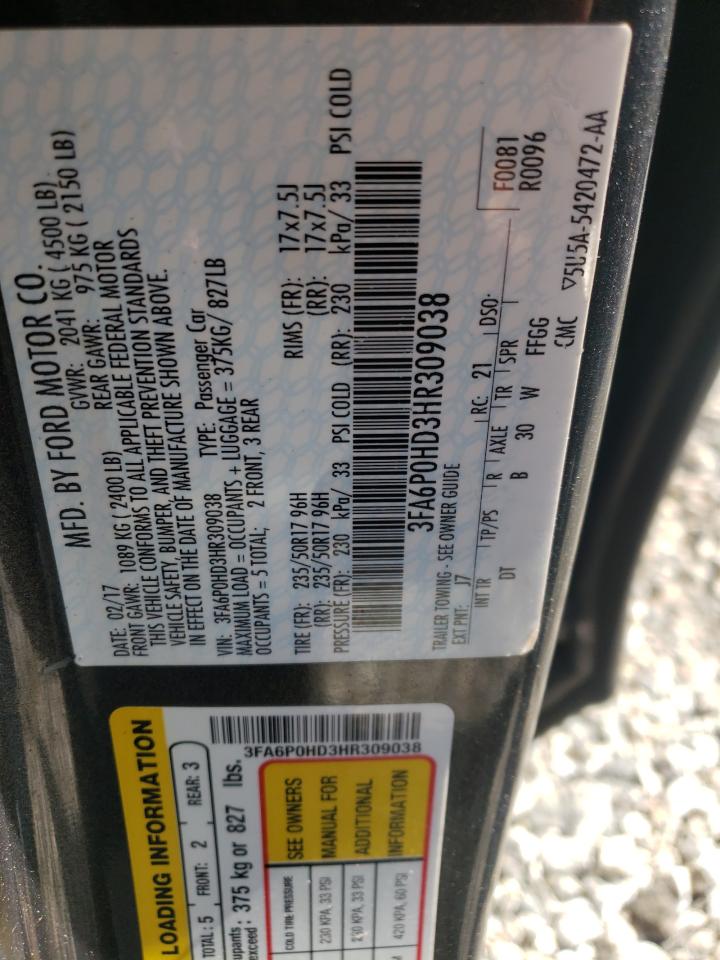 MFD. BY FORD MOTOR CO.
DATE: 02/17 GVWR: 2041 KG ( 4500 LB)
FRONT GAWR: 1089 KG ( 2400 LB) REAR GAWR: 975 KG ( 2150 LB)
THIS VEHICLE CONFORMS TO ALL APPLICABLE FEDERAL MOTOR
VEHICLE SAFETY, BUMPER, AND THEFT PREVENTION STANDARDS
IN EFFECT ON THE DATE OF MANUFACTURE SHOWN ABOVE.
VIN: 3FA6P0HD3HR309038 TYPE: Passenger Car
MAXIMUM LOAD = OCCUPANTS + LUGGAGE = 375KG/ 827LB
OCCUPANTS = 5 TOTAL; 2 FRONT, 3 REAR
TIRE (FR): 235/50R17 96H RIMS (FR): 17x7.5J
(RR): 235/50R17 96H (RR): 17x7.5J
PRESSURE (FR): 230 kPa/ 33 PSI COLD (RR): 230 kPa/ 33 PSI COLD
3FA6P0HD3HR309038
TRAILER TOWING - SEE OWNER GUIDE
EXT PNT: J7 RC: 21 DSO: F0081
INT TR TP/PS R AXLE TR SPR R0096
DT B 30 W FFGG
CMC ▽5U5A-5420472-AA
LOADING INFORMATION
TOTAL: 5 FRONT: 2 REAR: 3
upants
exceed : 375 kg or 827 lbs.
3FA6P0HD3HR309038
COLD TIRE PRESSURE
230 KPA, 33 PSI
230 KPA, 33 PSI
420 KPA, 60 PSI
SEE OWNERS
MANUAL FOR
ADDITIONAL
INFORMATION